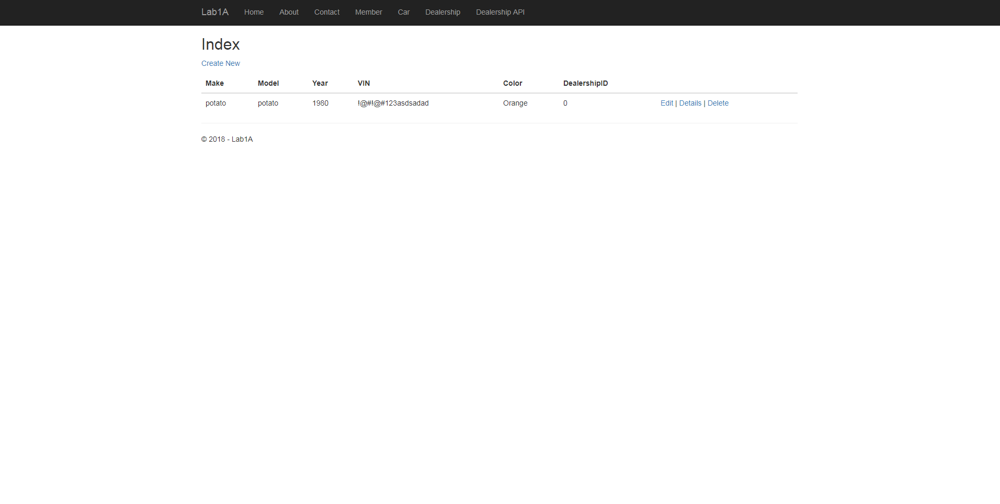 Lab1A Home About Contact Member Car Dealership Dealership API
Index
Create New
Make Model Year VIN Color DealershipID
potato potato 1980 !@#!@#123asdsadad Orange 0 Edit | Details | Delete
© 2018 - Lab1A